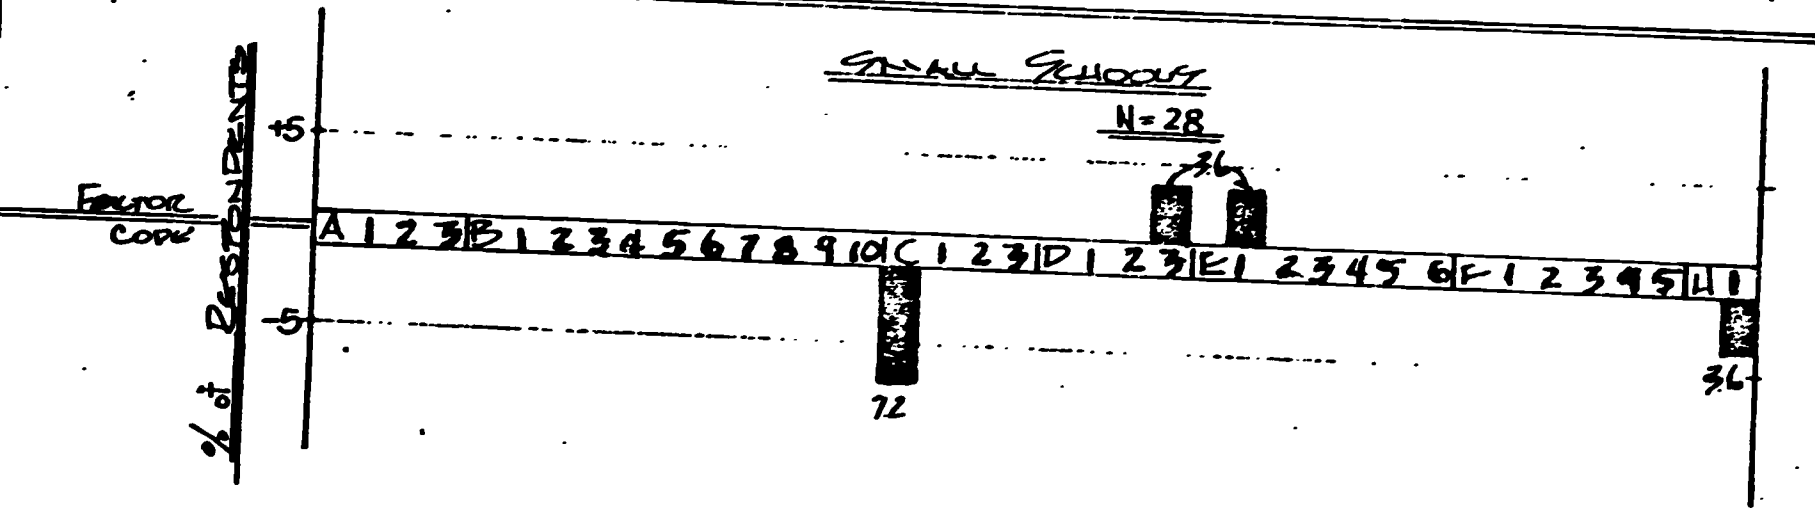 SMALL SCHOOLS
N=28
+5
3.6
FACTOR
CODE
A 1 2 3 B 1 2 3 4 5 6 7 8 9 10 C 1 2 3 D 1 2 3 E 1 2 3 4 5 6 F 1 2 3 4 5 H 1
-5
3.6
7.2
% of RESPONDENTS